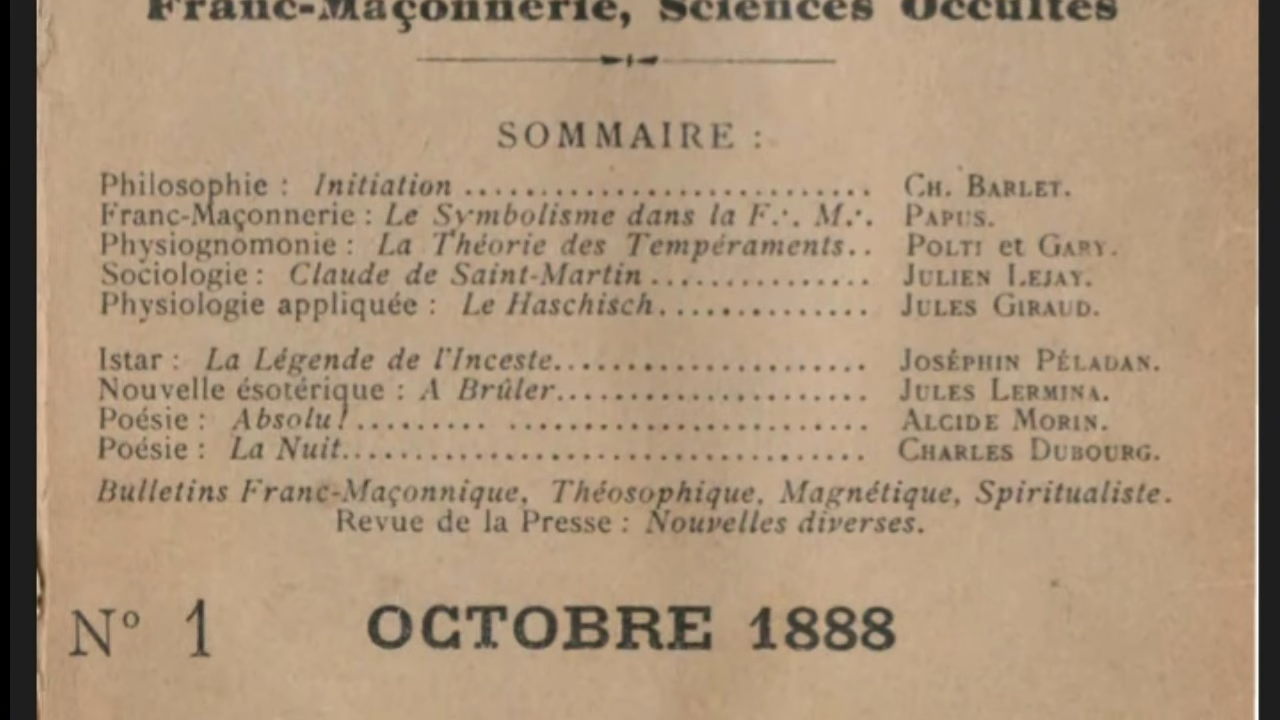 Franc-Maçonnerie, Sciences Occultes
SOMMAIRE :
Philosophie : Initiation ........................... CH. BARLET.
Franc-Maçonnerie : Le Symbolisme dans la F∴ M∴ PAPUS.
Physiognomonie : La Théorie des Tempéraments.. POLTI et GARY.
Sociologie : Claude de Saint-Martin ............... JULIEN LEJAY.
Physiologie appliquée : Le Haschisch.............. JULES GIRAUD.
Istar : La Légende de l'Inceste..................... JOSÉPHIN PÉLADAN.
Nouvelle ésotérique : A Brûler..................... JULES LERMINA.
Poésie : Absolu!......... ........................ ALCIDE MORIN.
Poésie : La Nuit................................... CHARLES DUBOURG.
Bulletins Franc-Maçonnique, Théosophique, Magnétique, Spiritualiste.
Revue de la Presse : Nouvelles diverses.
N° 1 OCTOBRE 1888